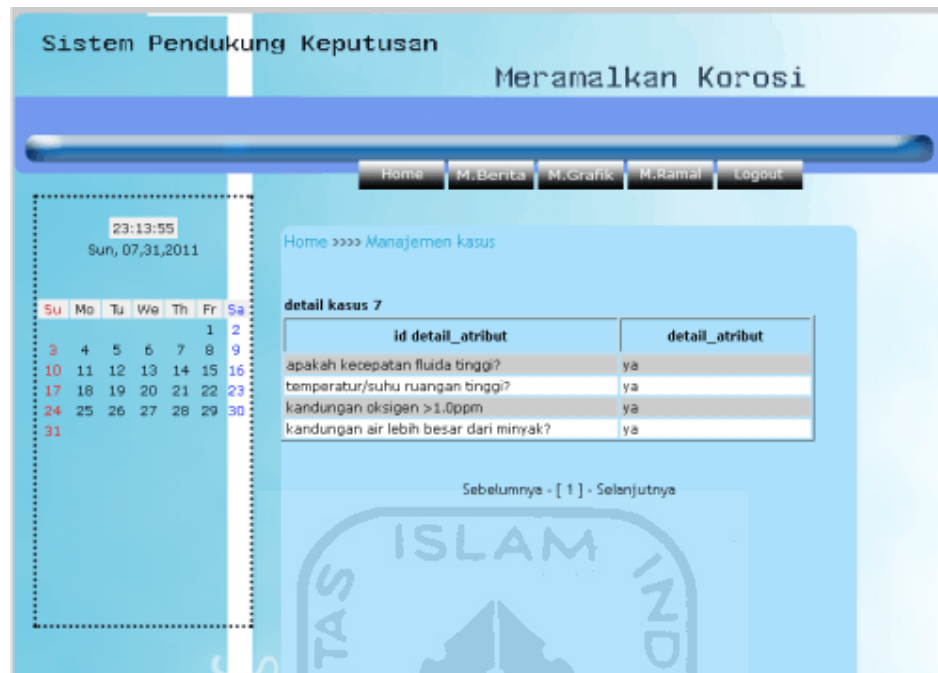 Sistem Pendukung Keputusan
Meramalkan Korosi
Home M.Berita M.Grafik M.Ramal Logout
23:13:55
Sun, 07,31,2011
Su Mo Tu We Th Fr Sa
1 2
3 4 5 6 7 8 9
10 11 12 13 14 15 16
17 18 19 20 21 22 23
24 25 26 27 28 29 30
31
Home >>>> Manajemen kasus
detail kasus 7
id detail_atribut detail_atribut
apakah kecepatan fluida tinggi? ya
temperatur/suhu ruangan tinggi? ya
kandungan oksigen >1.0ppm ya
kandungan air lebih besar dari minyak? ya
Sebelumnya - [ 1 ] - Selanjutnya
ISLAM